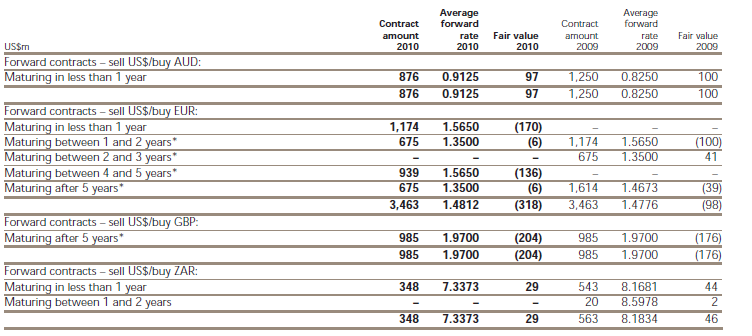 Contract amount 2010 Average forward rate 2010 Fair value 2010 Contract amount 2009 Average forward rate 2009 Fair value 2009
US$m
Forward contracts – sell US$/buy AUD:
Maturing in less than 1 year 876 0.9125 97 1,250 0.8250 100
876 0.9125 97 1,250 0.8250 100
Forward contracts – sell US$/buy EUR:
Maturing in less than 1 year 1,174 1.5650 (170) – – –
Maturing between 1 and 2 years* 675 1.3500 (6) 1,174 1.5650 (100)
Maturing between 2 and 3 years* – – – 675 1.3500 41
Maturing between 4 and 5 years* 939 1.5650 (136) – – –
Maturing after 5 years* 675 1.3500 (6) 1,614 1.4673 (39)
3,463 1.4812 (318) 3,463 1.4776 (98)
Forward contracts – sell US$/buy GBP:
Maturing after 5 years* 985 1.9700 (204) 985 1.9700 (176)
985 1.9700 (204) 985 1.9700 (176)
Forward contracts – sell US$/buy ZAR:
Maturing in less than 1 year 348 7.3373 29 543 8.1681 44
Maturing between 1 and 2 years – – – 20 8.5978 2
348 7.3373 29 563 8.1834 46